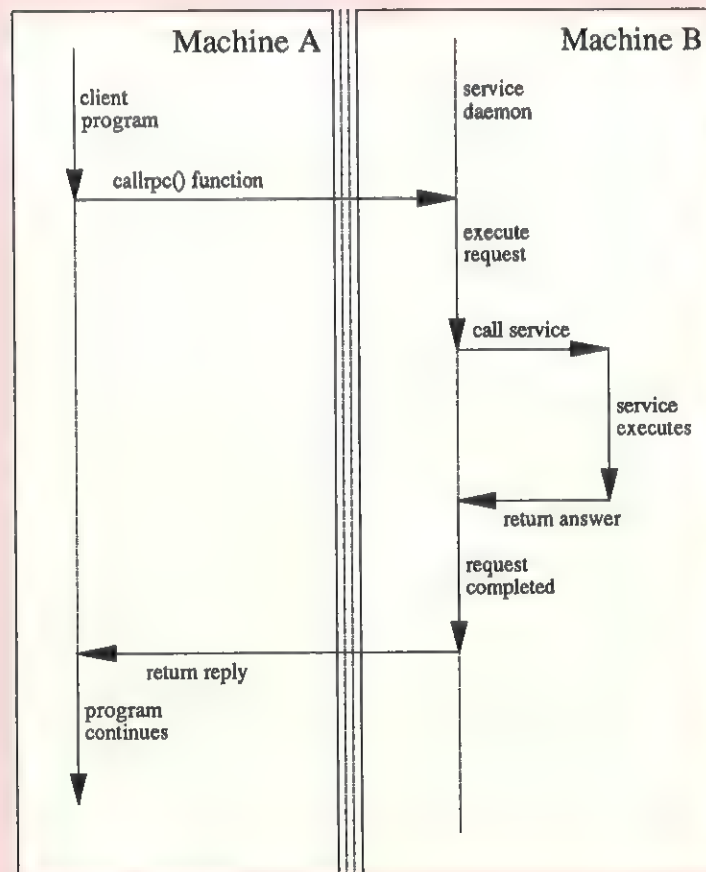 Machine A
Machine B
client
program
service
daemon
callrpc() function
execute
request
call service
service
executes
return answer
request
completed
return reply
program
continues